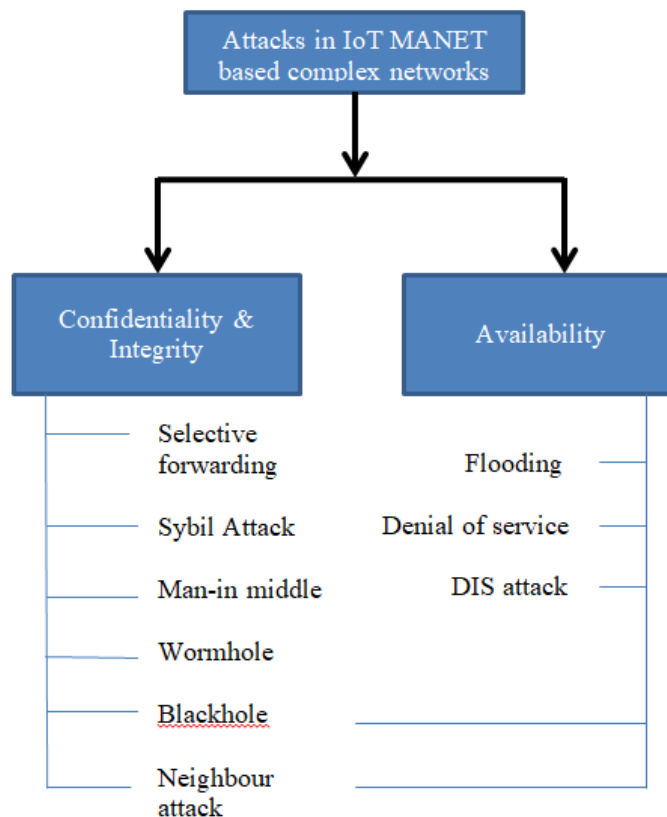 Attacks in IoT MANET
based complex networks
Confidentiality &
Integrity
Availability
Selective
forwarding
Sybil Attack
Man-in middle
Wormhole
Blackhole
Neighbour
attack
Flooding
Denial of service
DIS attack